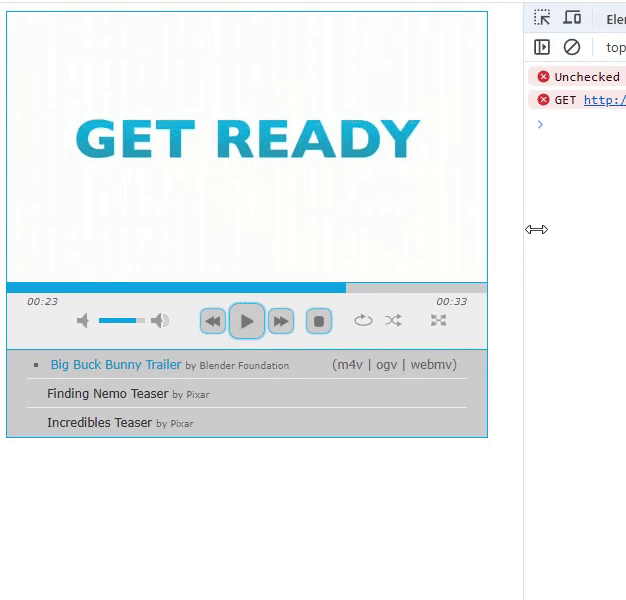 Ele
top
Unchecked
GET http:/
>
GET READY
00:23
00:33
Big Buck Bunny Trailer by Blender Foundation (m4v | ogv | webmv)
Finding Nemo Teaser by Pixar
Incredibles Teaser by Pixar